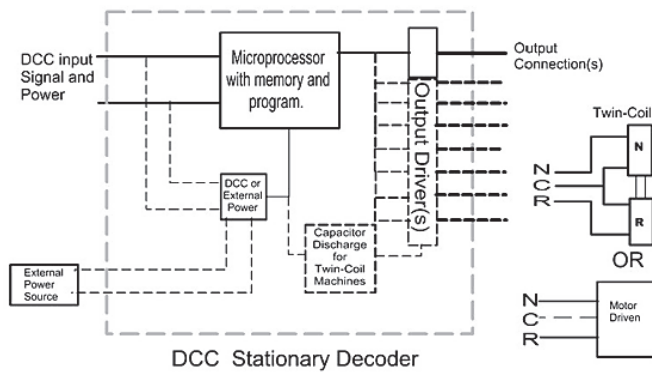 DCC input
Signal and
Power
Microprocessor
with memory and
program.
Output
Connection(s)
Output Driver(s)
DCC or
External
Power
Capacitor
Discharge
for
Twin-Coil
Machines
External
Power
Source
DCC Stationary Decoder
Twin-Coil
N
N
C
R
R
OR
N
C
R
Motor
Driven